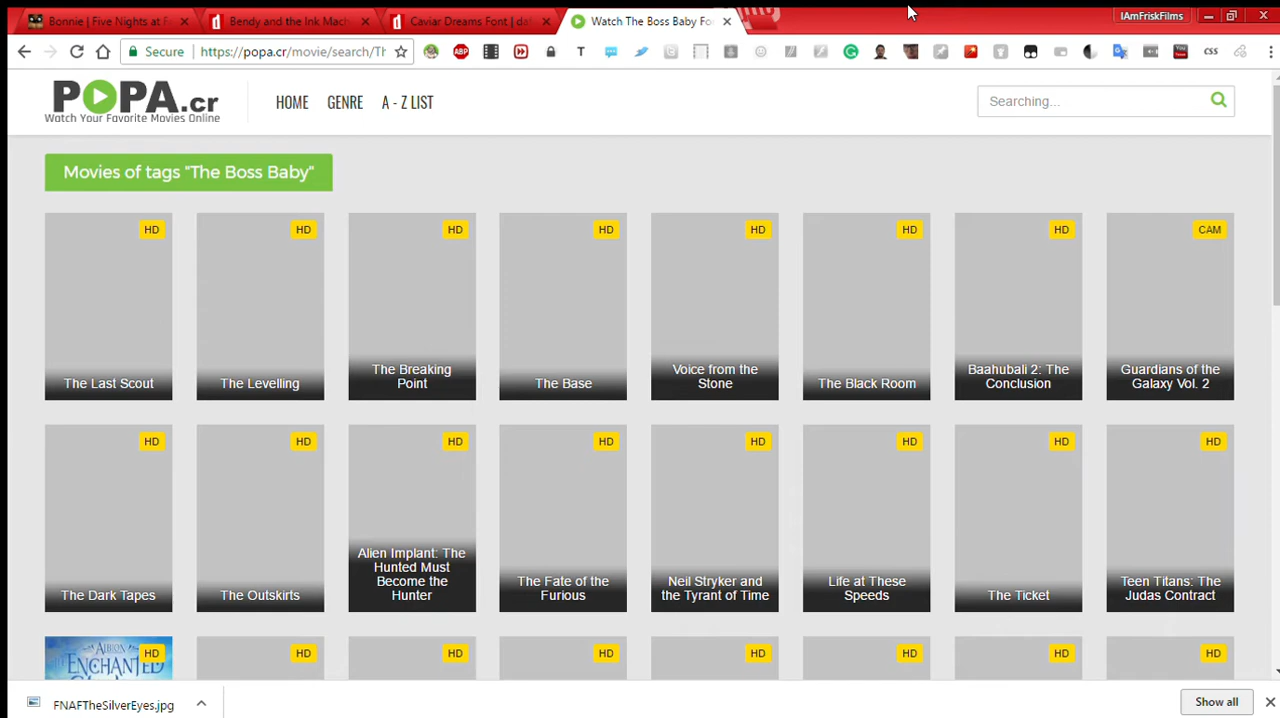 Bonnie | Five Nights at F
Bendy and the Ink Mach
Caviar Dreams Font | daf
Watch The Boss Baby Fo
IAmFriskFilms
Secure
https://popa.cr/movie/search/Th
ABP
T
You
CSS
POPA.cr
Watch Your Favorite Movies Online
HOME
GENRE
A - Z LIST
Searching...
Movies of tags "The Boss Baby"
HD
HD
HD
HD
HD
HD
HD
CAM
The Last Scout
The Levelling
The Breaking
Point
The Base
Voice from the
Stone
The Black Room
Baahubali 2: The
Conclusion
Guardians of the
Galaxy Vol. 2
HD
HD
HD
HD
HD
HD
HD
HD
The Dark Tapes
The Outskirts
Alien Implant: The
Hunted Must
Become the
Hunter
The Fate of the
Furious
Neil Stryker and
the Tyrant of Time
Life at These
Speeds
The Ticket
Teen Titans: The
Judas Contract
HD
HD
HD
HD
HD
HD
HD
HD
ALBION
ENCHANTED
FNAFTheSilverEyes.jpg
Show all